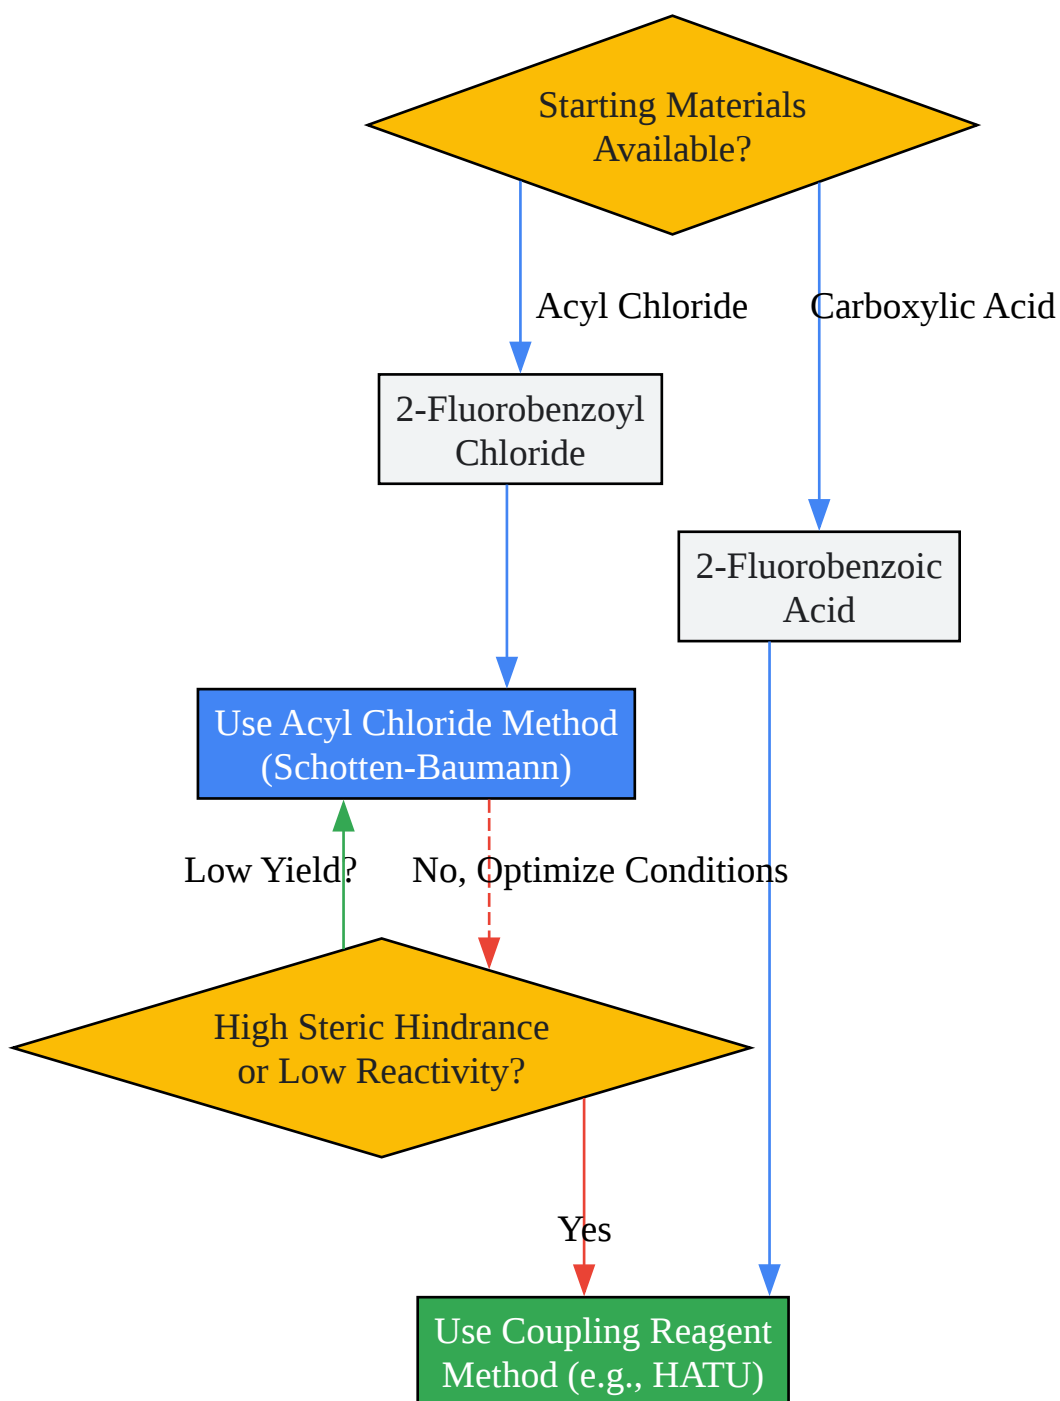 Starting Materials
Available?
Acyl Chloride
Carboxylic Acid
2-Fluorobenzoyl
Chloride
2-Fluorobenzoic
Acid
Use Acyl Chloride Method
(Schotten-Baumann)
Low Yield?
No, Optimize Conditions
High Steric Hindrance
or Low Reactivity?
Yes
Use Coupling Reagent
Method (e.g., HATU)